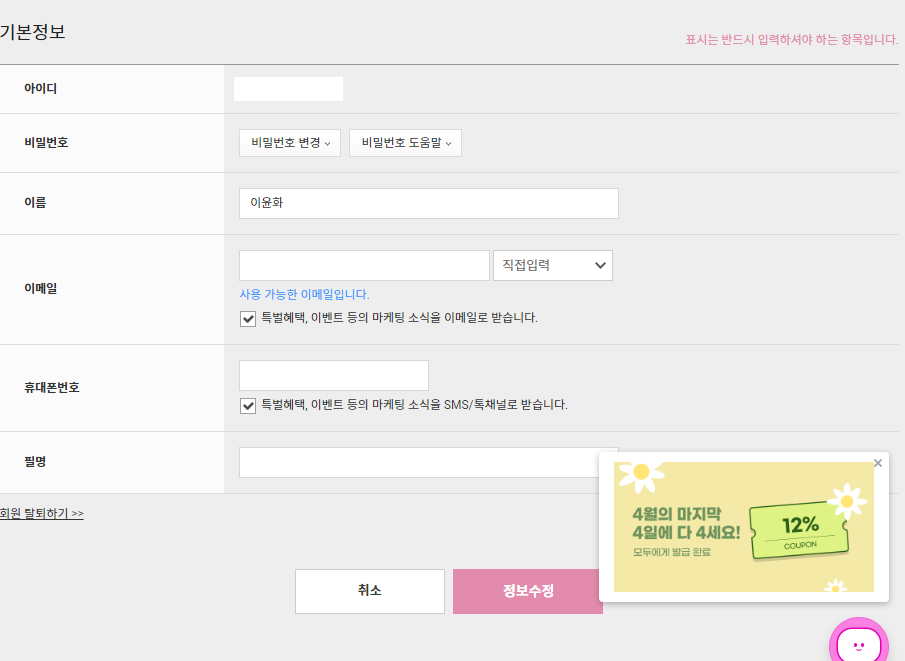 기본정보
표시는 반드시 입력하셔야 하는 항목입니다.
아이디
비밀번호
비밀번호 변경
비밀번호 도움말
이름
이윤화
이메일
직접입력
사용 가능한 이메일입니다.
특별혜택, 이벤트 등의 마케팅 소식을 이메일로 받습니다.
휴대폰번호
특별혜택, 이벤트 등의 마케팅 소식을 SMS/톡채널로 받습니다.
필명
회원 탈퇴하기 >>
4월의 마지막
4일에 다 4세요!
모두에게 발급 완료
12%
COUPON
취소
정보수정